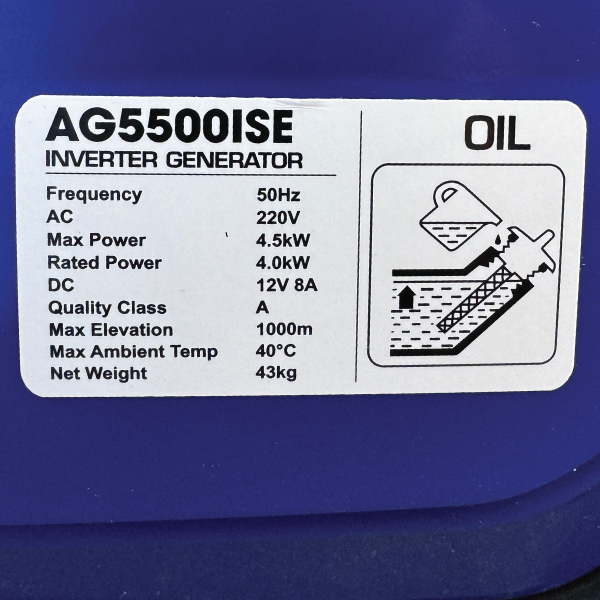 AG5500ISE
INVERTER GENERATOR
Frequency 50Hz
AC 220V
Max Power 4.5kW
Rated Power 4.0kW
DC 12V 8A
Quality Class A
Max Elevation 1000m
Max Ambient Temp 40°C
Net Weight 43kg
OIL